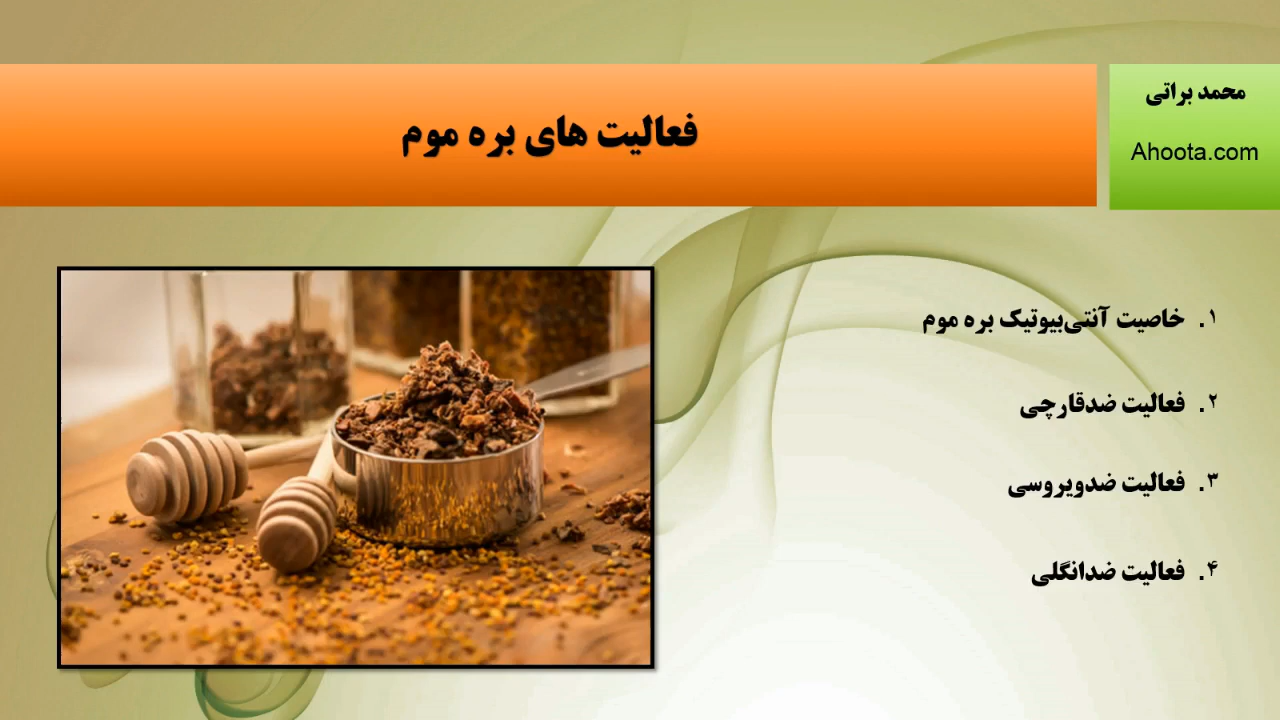 محمد براتی
Ahoota.com
فعالیت های بره موم
۱. خاصیت آنتی‌بیوتیک بره موم
۲. فعالیت ضدقارچی
۳. فعالیت ضدویروسی
۴. فعالیت ضدانگلی